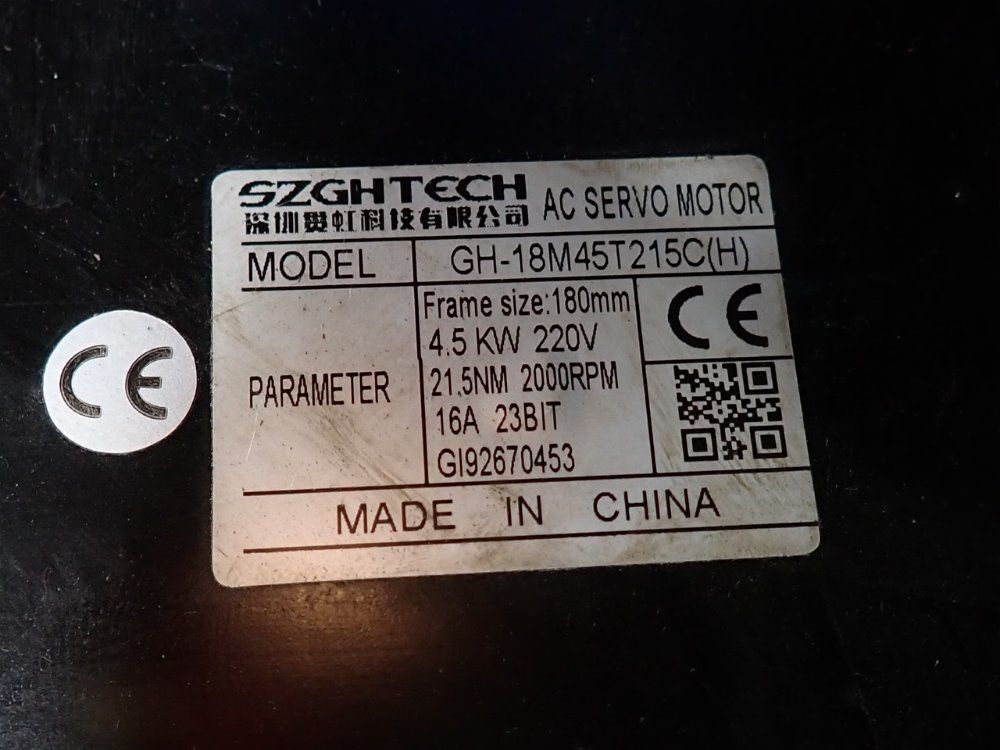 SZGHTECH
深圳贵虹科技有限公司
AC SERVO MOTOR
MODEL
GH-18M45T215C(H)
PARAMETER
Frame size:180mm
4.5 KW 220V
21.5NM 2000RPM
16A 23BIT
GI92670453
CE
MADE IN CHINA
CE